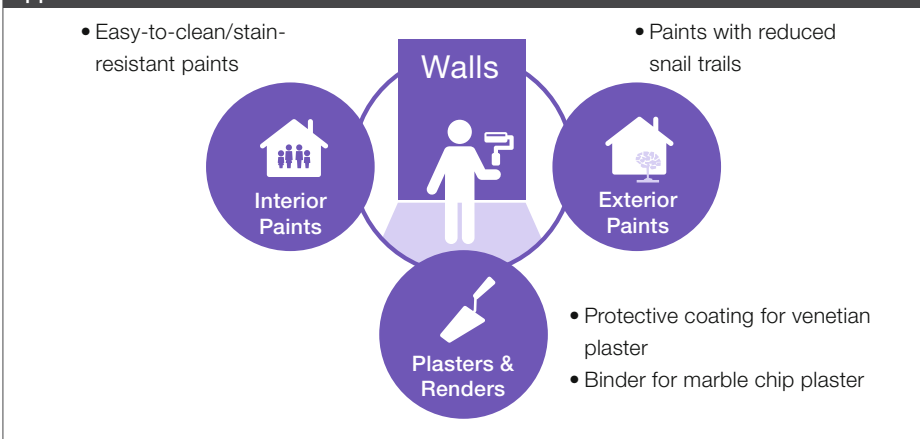 • Easy-to-clean/stain-
resistant paints
Walls
• Paints with reduced
snail trails
Interior
Paints
Exterior
Paints
Plasters &
Renders
• Protective coating for venetian
plaster
• Binder for marble chip plaster